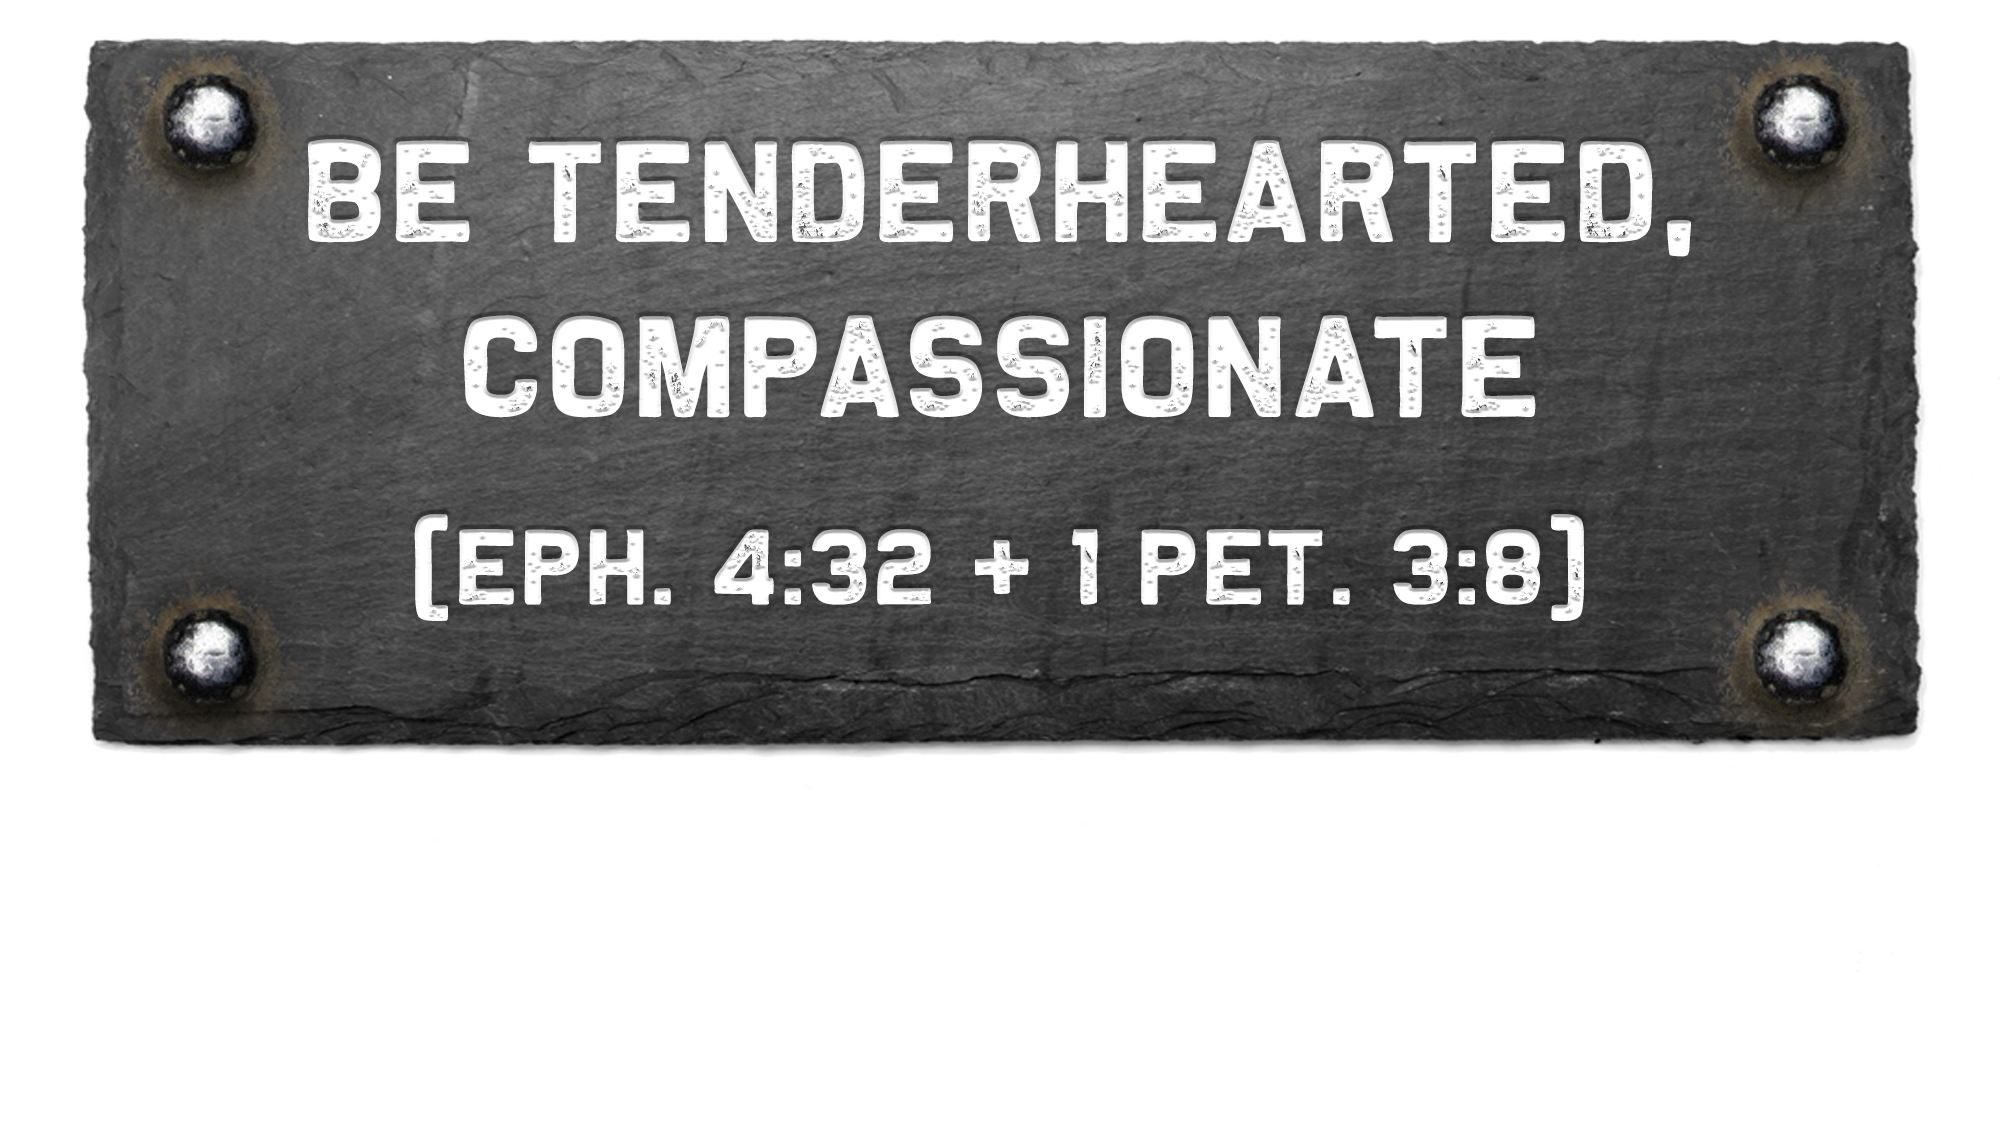 BE TENDERHEARTED,
COMPASSIONATE
[EPH. 4:32 + 1 PET. 3:8]